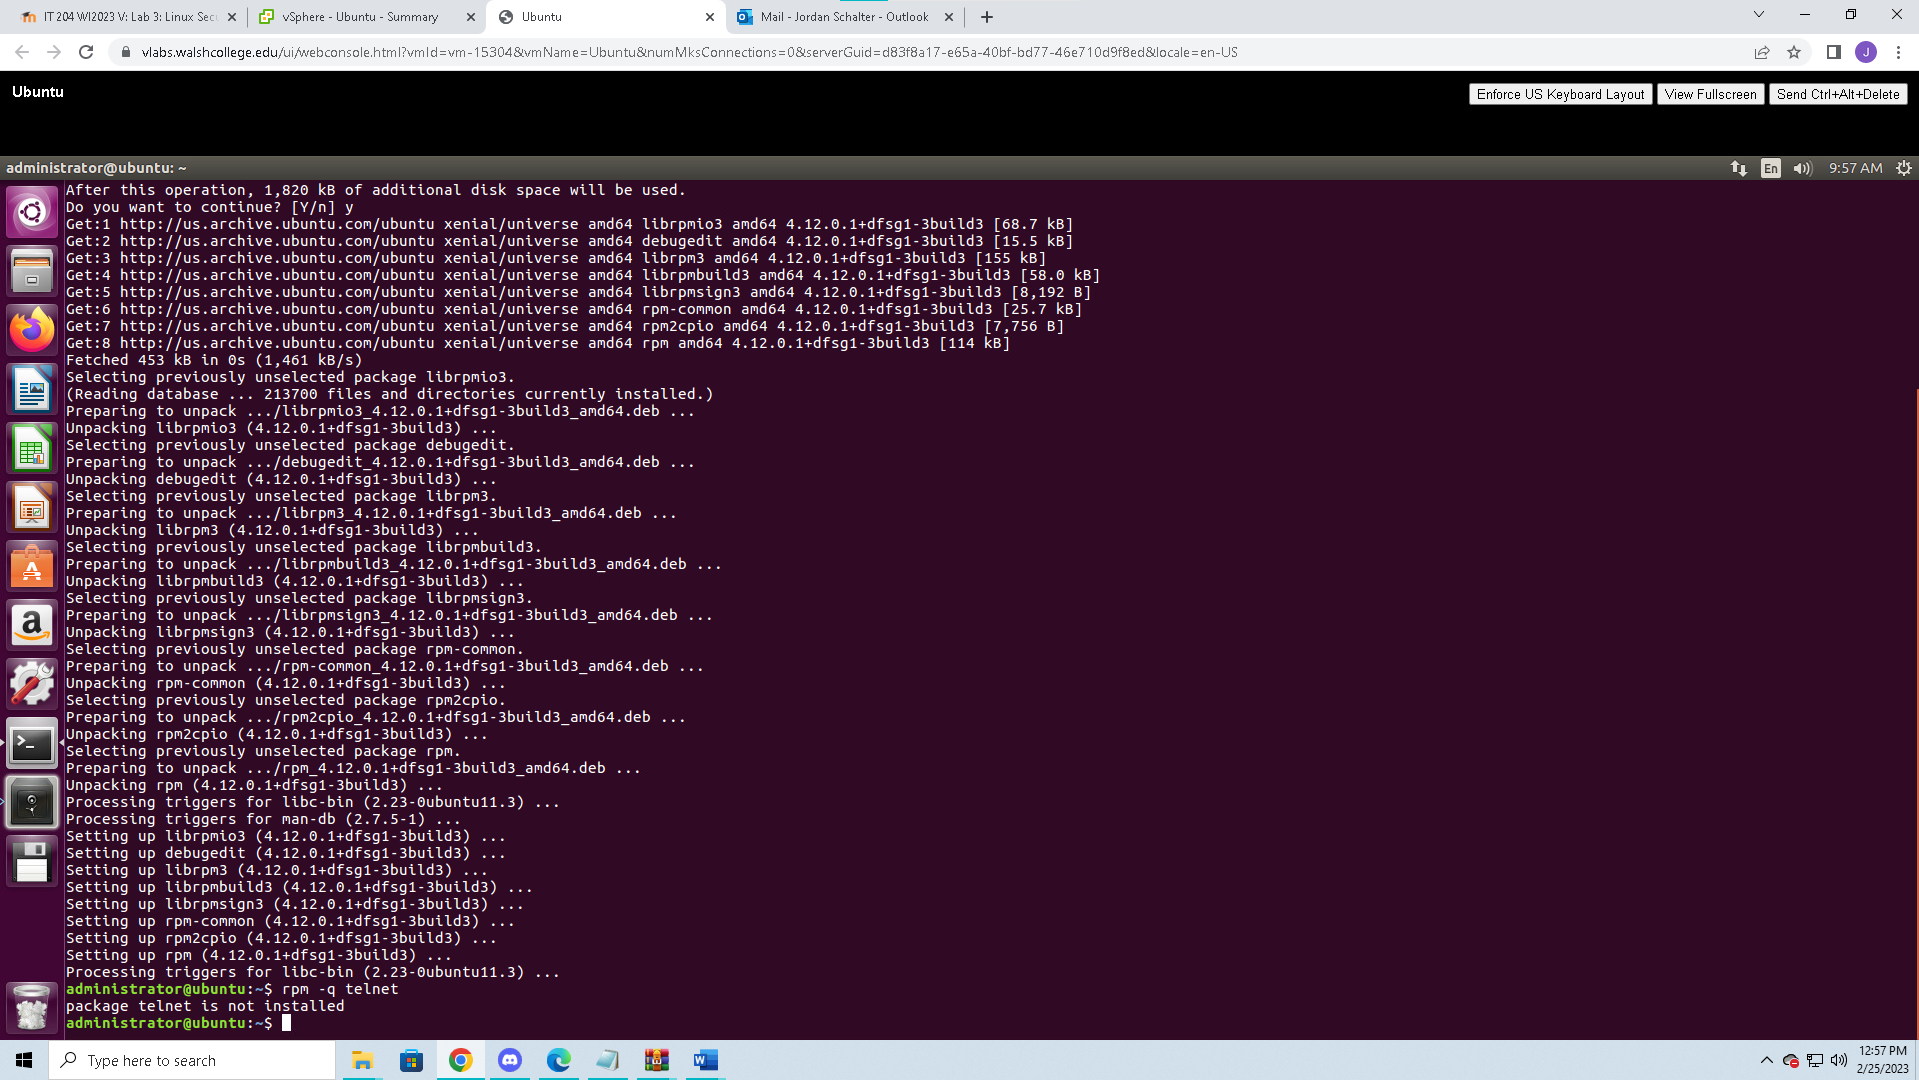 IT 204 WI2023 V: Lab 3: Linux Secu
vSphere - Ubuntu - Summary
Ubuntu
Mail - Jordan Schalter - Outlook
vlabs.walshcollege.edu/ui/webconsole.html?vmId=vm-15304&vmName=Ubuntu&numMksConnections=0&serverGuid=d83f8a17-e65a-40bf-bd77-46e710d9f8ed&locale=en-US
J
Ubuntu
Enforce US Keyboard Layout
View Fullscreen
Send Ctrl+Alt+Delete
administrator@ubuntu: ~
En
9:57 AM
After this operation, 1,820 kB of additional disk space will be used.
Do you want to continue? [Y/n] y
Get:1 http://us.archive.ubuntu.com/ubuntu xenial/universe amd64 librpmio3 amd64 4.12.0.1+dfsg1-3build3 [68.7 kB]
Get:2 http://us.archive.ubuntu.com/ubuntu xenial/universe amd64 debugedit amd64 4.12.0.1+dfsg1-3build3 [15.5 kB]
Get:3 http://us.archive.ubuntu.com/ubuntu xenial/universe amd64 librpm3 amd64 4.12.0.1+dfsg1-3build3 [155 kB]
Get:4 http://us.archive.ubuntu.com/ubuntu xenial/universe amd64 librpmbuild3 amd64 4.12.0.1+dfsg1-3build3 [58.0 kB]
Get:5 http://us.archive.ubuntu.com/ubuntu xenial/universe amd64 librpmsign3 amd64 4.12.0.1+dfsg1-3build3 [8,192 B]
Get:6 http://us.archive.ubuntu.com/ubuntu xenial/universe amd64 rpm-common amd64 4.12.0.1+dfsg1-3build3 [25.7 kB]
Get:7 http://us.archive.ubuntu.com/ubuntu xenial/universe amd64 rpm2cpio amd64 4.12.0.1+dfsg1-3build3 [7,756 B]
Get:8 http://us.archive.ubuntu.com/ubuntu xenial/universe amd64 rpm amd64 4.12.0.1+dfsg1-3build3 [114 kB]
Fetched 453 kB in 0s (1,461 kB/s)
Selecting previously unselected package librpmio3.
(Reading database ... 213700 files and directories currently installed.)
Preparing to unpack .../librpmio3_4.12.0.1+dfsg1-3build3_amd64.deb ...
Unpacking librpmio3 (4.12.0.1+dfsg1-3build3) ...
Selecting previously unselected package debugedit.
Preparing to unpack .../debugedit_4.12.0.1+dfsg1-3build3_amd64.deb ...
Unpacking debugedit (4.12.0.1+dfsg1-3build3) ...
Selecting previously unselected package librpm3.
Preparing to unpack .../librpm3_4.12.0.1+dfsg1-3build3_amd64.deb ...
Unpacking librpm3 (4.12.0.1+dfsg1-3build3) ...
Selecting previously unselected package librpmbuild3.
Preparing to unpack .../librpmbuild3_4.12.0.1+dfsg1-3build3_amd64.deb ...
Unpacking librpmbuild3 (4.12.0.1+dfsg1-3build3) ...
Selecting previously unselected package librpmsign3.
Preparing to unpack .../librpmsign3_4.12.0.1+dfsg1-3build3_amd64.deb ...
Unpacking librpmsign3 (4.12.0.1+dfsg1-3build3) ...
Selecting previously unselected package rpm-common.
Preparing to unpack .../rpm-common_4.12.0.1+dfsg1-3build3_amd64.deb ...
Unpacking rpm-common (4.12.0.1+dfsg1-3build3) ...
Selecting previously unselected package rpm2cpio.
Preparing to unpack .../rpm2cpio_4.12.0.1+dfsg1-3build3_amd64.deb ...
Unpacking rpm2cpio (4.12.0.1+dfsg1-3build3) ...
Selecting previously unselected package rpm.
Preparing to unpack .../rpm_4.12.0.1+dfsg1-3build3_amd64.deb ...
Unpacking rpm (4.12.0.1+dfsg1-3build3) ...
Processing triggers for libc-bin (2.23-0ubuntu11.3) ...
Processing triggers for man-db (2.7.5-1) ...
Setting up librpmio3 (4.12.0.1+dfsg1-3build3) ...
Setting up debugedit (4.12.0.1+dfsg1-3build3) ...
Setting up librpm3 (4.12.0.1+dfsg1-3build3) ...
Setting up librpmbuild3 (4.12.0.1+dfsg1-3build3) ...
Setting up librpmsign3 (4.12.0.1+dfsg1-3build3) ...
Setting up rpm-common (4.12.0.1+dfsg1-3build3) ...
Setting up rpm2cpio (4.12.0.1+dfsg1-3build3) ...
Setting up rpm (4.12.0.1+dfsg1-3build3) ...
Processing triggers for libc-bin (2.23-0ubuntu11.3) ...
administrator@ubuntu:~$ rpm -q telnet
package telnet is not installed
administrator@ubuntu:~$
Type here to search
12:57 PM
2/25/2023